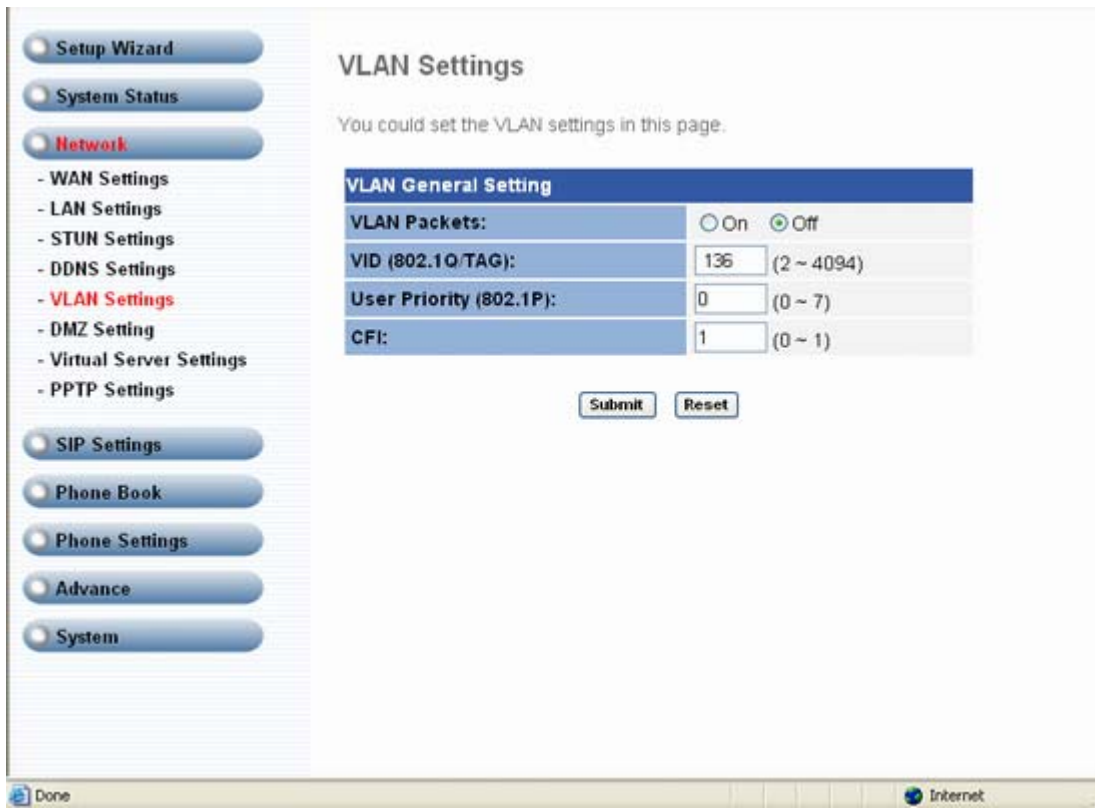 Setup Wizard
System Status
Network
- WAN Settings
- LAN Settings
- STUN Settings
- DDNS Settings
- VLAN Settings
- DMZ Setting
- Virtual Server Settings
- PPTP Settings
SIP Settings
Phone Book
Phone Settings
Advance
System
VLAN Settings
You could set the VLAN settings in this page.
VLAN General Setting
VLAN Packets: On Off
VID (802.1Q/TAG): 136 (2 ~ 4094)
User Priority (802.1P): 0 (0 ~ 7)
CFI: 1 (0 ~ 1)
Submit Reset
Done Internet